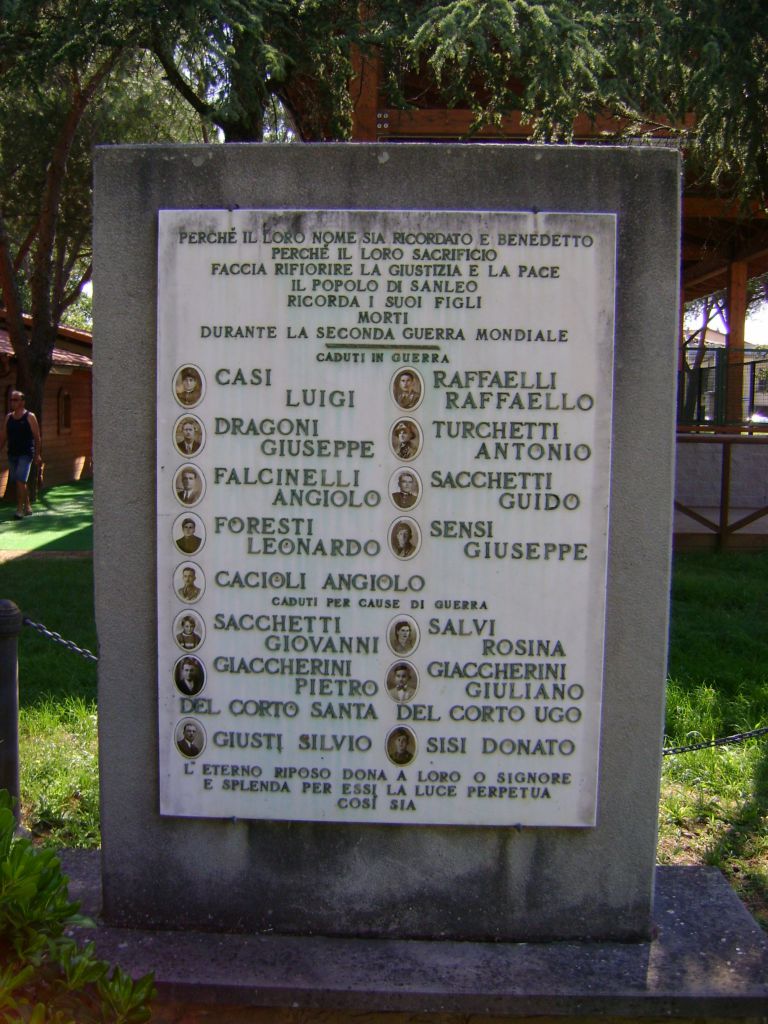 PERCHÉ IL LORO NOME SIA RICORDATO E BENEDETTO
PERCHÉ IL LORO SACRIFICIO
FACCIA RIFIORIRE LA GIUSTIZIA E LA PACE
IL POPOLO DI SANLEO
RICORDA I SUOI FIGLI
MORTI
DURANTE LA SECONDA GUERRA MONDIALE
CADUTI IN GUERRA
CASI
LUIGI
RAFFAELLI
RAFFAELLO
DRAGONI
GIUSEPPE
TURCHETTI
ANTONIO
FALCINELLI
ANGIOLO
SACCHETTI
GUIDO
FORESTI
LEONARDO
SENSI
GIUSEPPE
CACIOLI ANGIOLO
CADUTI PER CAUSE DI GUERRA
SACCHETTI
GIOVANNI
SALVI
ROSINA
GIACCHERINI
PIETRO
GIACCHERINI
GIULIANO
DEL CORTO SANTA
DEL CORTO UGO
GIUSTI SILVIO
SISI DONATO
L'ETERNO RIPOSO DONA A LORO O SIGNORE
E SPLENDA PER ESSI LA LUCE PERPETUA
COSÍ SIA